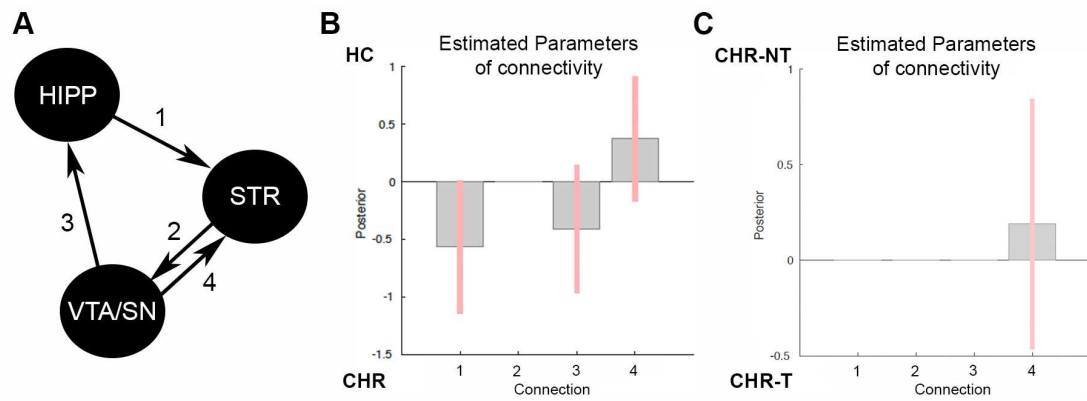 A
HIPP
1
STR
3
2
4
VTA/SN
B
HC
Estimated Parameters
of connectivity
1
0.5
0
-0.5
-1
-1.5
Posterior
1 2 3 4
Connection
CHR
C
CHR-NT
Estimated Parameters
of connectivity
1
0.5
0
-0.5
Posterior
1 2 3 4
Connection
CHR-T